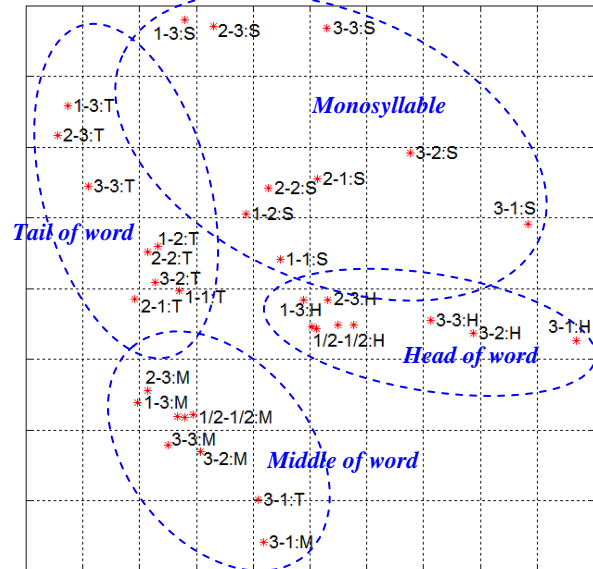 1-3:S
2-3:S
3-3:S
Monosyllable
1-3:T
2-3:T
3-2:S
3-3:T
2-2:S
2-1:S
1-2:S
3-1:S
Tail of word
1-2:T
2-2:T
1-1:S
3-2:T
1-1:T
2-1:T
1-3:H
2-3:H
3-3:H
3-2:H
3-1:H
1/2-1/2:H
Head of word
2-3:M
1-3:M
1/2-1/2:M
3-3:M
3-2:M
Middle of word
3-1:T
3-1:M